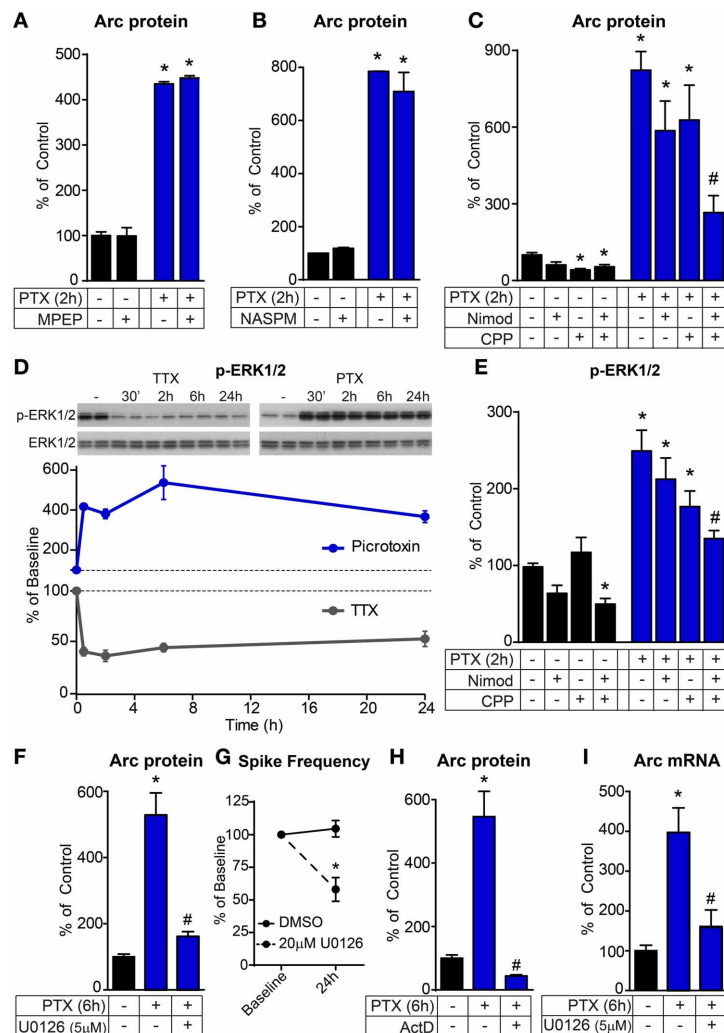 A Arc protein
% of Control
500
400
300
200
100
0
PTX (2h) - - + +
MPEP - + - +
*
*
B Arc protein
% of Control
800
600
400
200
0
PTX (2h) - - + +
NASPM - + - +
*
*
C Arc protein
% of Control
900
600
300
0
*
*
*
*
*
#
PTX (2h) - - - - + + + +
Nimod - + - + - + - +
CPP - - + + - - + +
D p-ERK1/2
TTX PTX
- 30' 2h 6h 24h - 30' 2h 6h 24h
p-ERK1/2
ERK1/2
% of Baseline
600
400
200
Picrotoxin
100
50
0
TTX
0 4 8 12 16 20 24
Time (h)
E p-ERK1/2
% of Control
300
200
100
0
*
*
*
*
#
PTX (2h) - - - - + + + +
Nimod - + - + - + - +
CPP - - + + - - + +
F Arc protein
% of Control
600
400
200
0
*
#
PTX (6h) - + +
U0126 (5µM) - - +
G Spike Frequency
% of Baseline
125
100
75
50
25
0
*
DMSO
20µM U0126
Baseline
24h
H Arc protein
% of Control
600
400
200
0
*
#
PTX (6h) - + +
ActD - - +
I Arc mRNA
% of Control
500
400
300
200
100
0
*
#
PTX (6h) - + +
U0126 (5µM) - - +